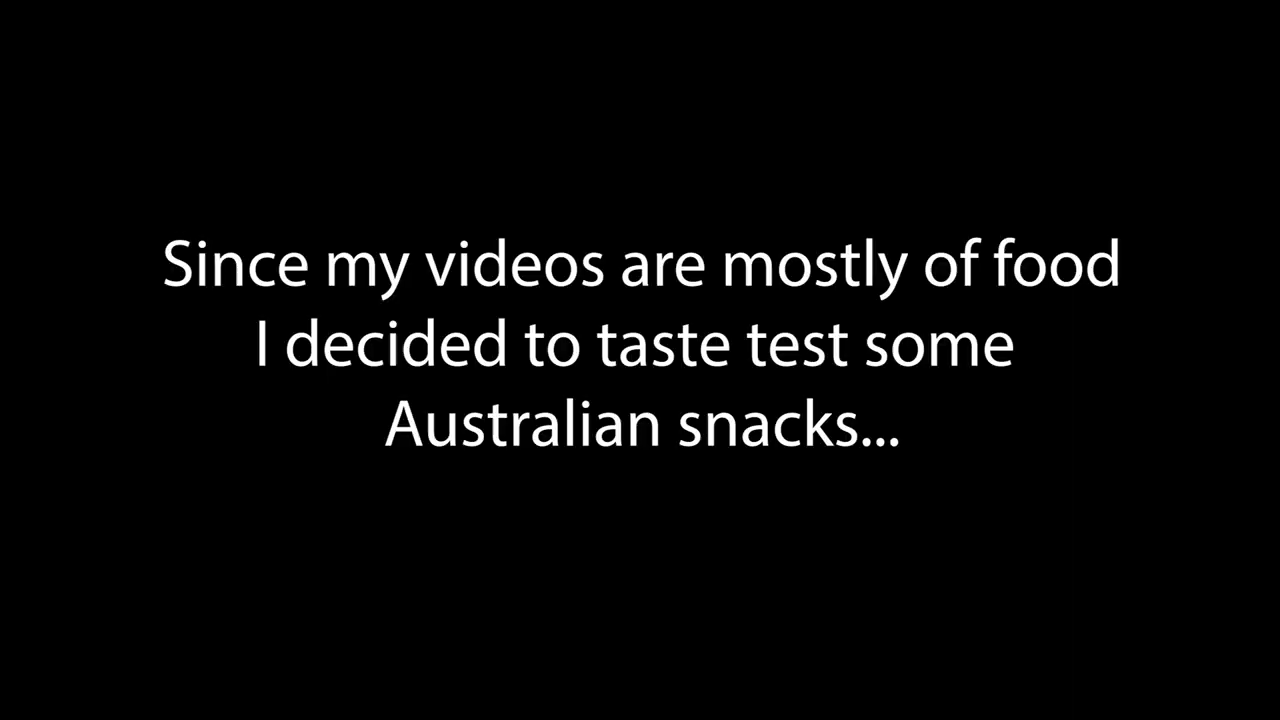 Since my videos are mostly of food
I decided to taste test some
Australian snacks...